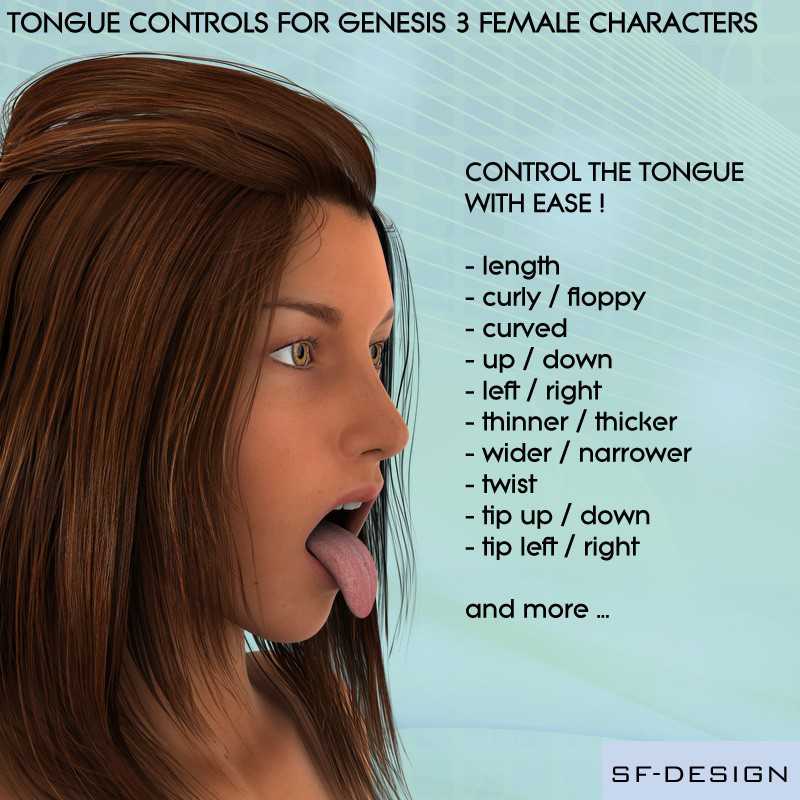 TONGUE CONTROLS FOR GENESIS 3 FEMALE CHARACTERS
CONTROL THE TONGUE
WITH EASE !
- length
- curly / floppy
- curved
- up / down
- left / right
- thinner / thicker
- wider / narrower
- twist
- tip up / down
- tip left / right
and more ...
SF-DESIGN